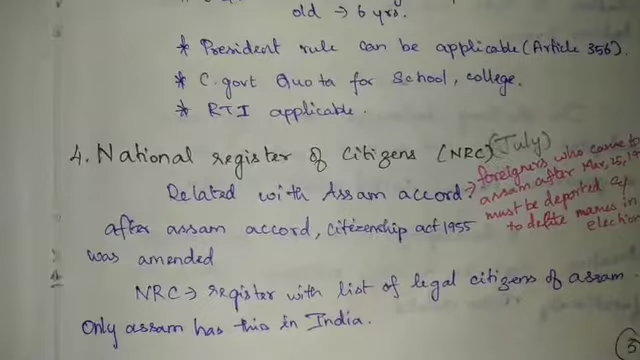 old → 6 yrs.
* President rule can be applicable (Article 356).
* C. govt Quota for School, college.
* RTI applicable.
4. National register of Citizens (NRC) (July)
Related with Assam accord → foreigners who came to
assam after Mar, 25, 19
must be deported
to delete names in
election
after assam accord, citizenship act 1955
was amended
NRC → register with list of legal citizens of assam
Only assam has this in India.
3